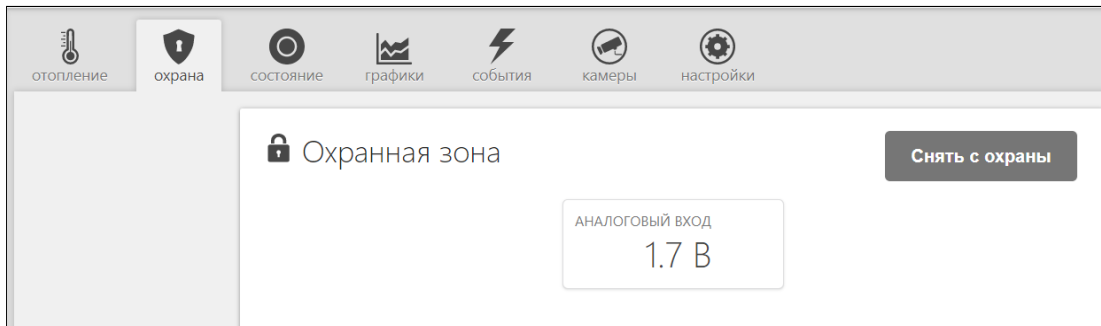 отопление охрана состояние графики события камеры настройки
Охранная зона
Снять с охраны
АНАЛОГОВЫЙ ВХОД
1.7 В